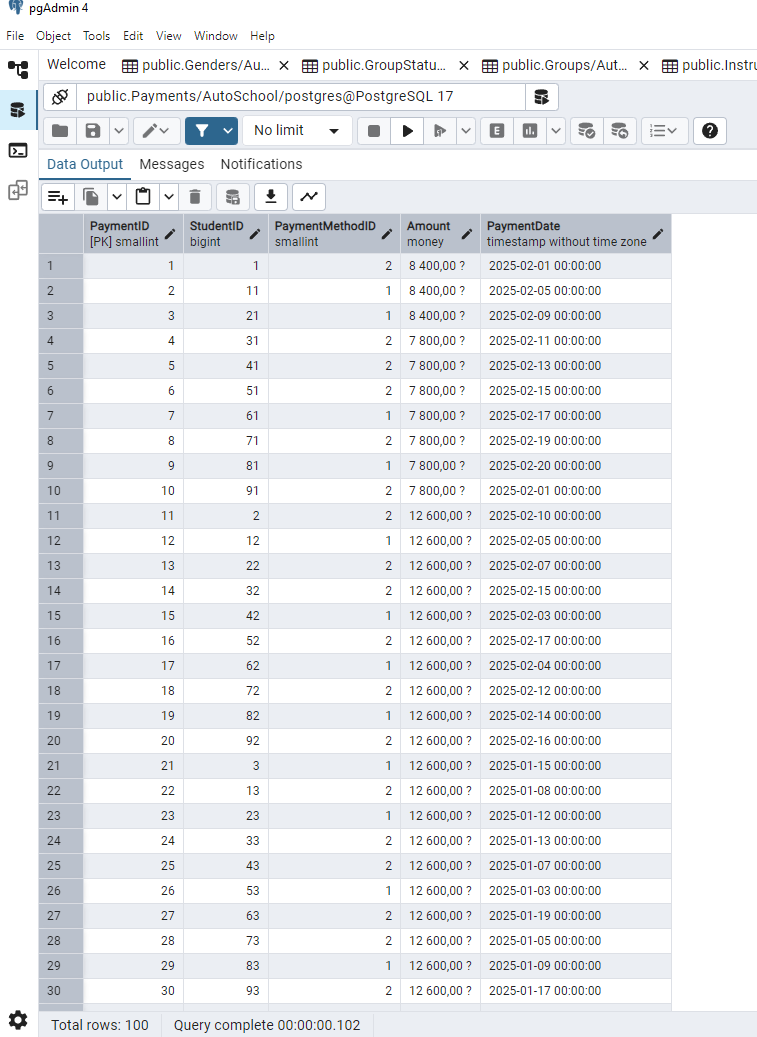 pgAdmin 4
File Object Tools Edit View Window Help
Welcome public.Genders/Au... public.GroupStatu... public.Groups/Aut... public.Instru
public.Payments/AutoSchool/postgres@PostgreSQL 17
No limit E ?
Data Output Messages Notifications
PaymentID StudentID PaymentMethodID Amount PaymentDate
[PK] smallint bigint smallint money timestamp without time zone
1 1 1 2 8 400,00 ? 2025-02-01 00:00:00
2 2 11 1 8 400,00 ? 2025-02-05 00:00:00
3 3 21 1 8 400,00 ? 2025-02-09 00:00:00
4 4 31 2 7 800,00 ? 2025-02-11 00:00:00
5 5 41 2 7 800,00 ? 2025-02-13 00:00:00
6 6 51 2 7 800,00 ? 2025-02-15 00:00:00
7 7 61 1 7 800,00 ? 2025-02-17 00:00:00
8 8 71 2 7 800,00 ? 2025-02-19 00:00:00
9 9 81 1 7 800,00 ? 2025-02-20 00:00:00
10 10 91 2 7 800,00 ? 2025-02-01 00:00:00
11 11 2 2 12 600,00 ? 2025-02-10 00:00:00
12 12 12 1 12 600,00 ? 2025-02-05 00:00:00
13 13 22 2 12 600,00 ? 2025-02-07 00:00:00
14 14 32 2 12 600,00 ? 2025-02-15 00:00:00
15 15 42 1 12 600,00 ? 2025-02-03 00:00:00
16 16 52 2 12 600,00 ? 2025-02-17 00:00:00
17 17 62 1 12 600,00 ? 2025-02-04 00:00:00
18 18 72 2 12 600,00 ? 2025-02-12 00:00:00
19 19 82 1 12 600,00 ? 2025-02-14 00:00:00
20 20 92 2 12 600,00 ? 2025-02-16 00:00:00
21 21 3 1 12 600,00 ? 2025-01-15 00:00:00
22 22 13 2 12 600,00 ? 2025-01-08 00:00:00
23 23 23 1 12 600,00 ? 2025-01-12 00:00:00
24 24 33 2 12 600,00 ? 2025-01-13 00:00:00
25 25 43 2 12 600,00 ? 2025-01-07 00:00:00
26 26 53 1 12 600,00 ? 2025-01-03 00:00:00
27 27 63 2 12 600,00 ? 2025-01-19 00:00:00
28 28 73 2 12 600,00 ? 2025-01-05 00:00:00
29 29 83 1 12 600,00 ? 2025-01-09 00:00:00
30 30 93 2 12 600,00 ? 2025-01-17 00:00:00
Total rows: 100 Query complete 00:00:00.102